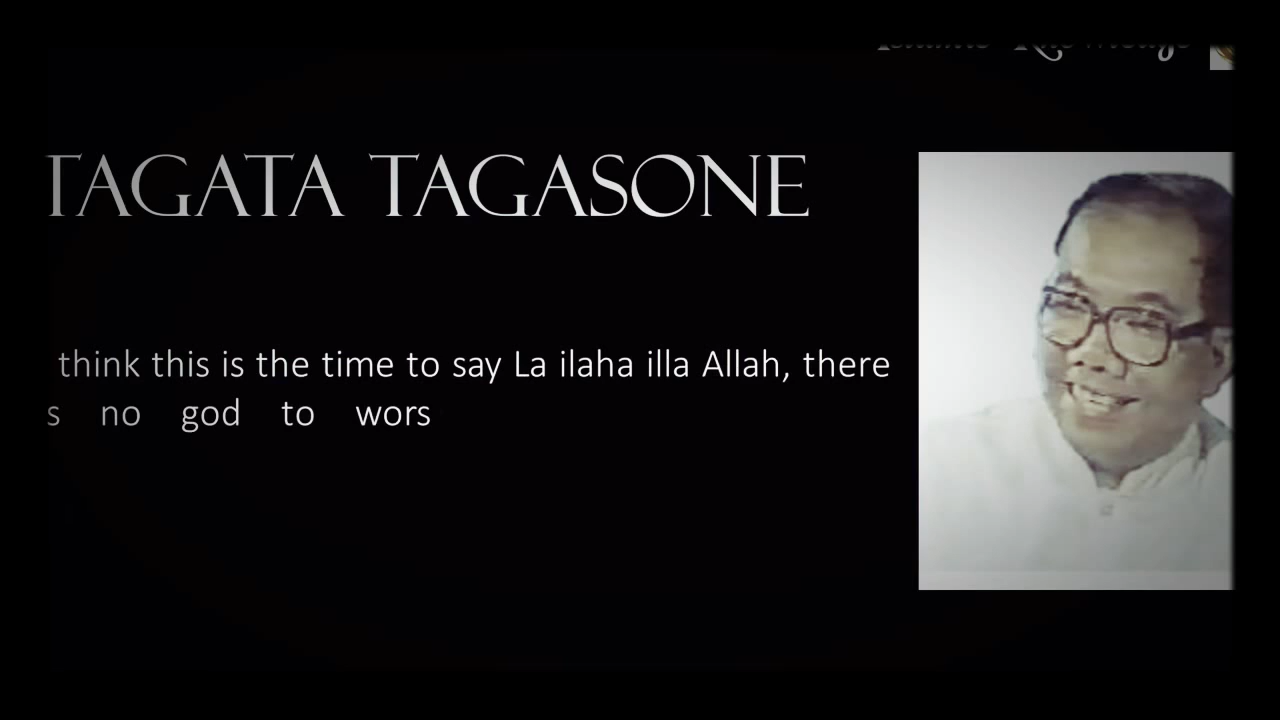 TAGATA TAGASONE
think this is the time to say La ilaha illa Allah, there
s no god to wors